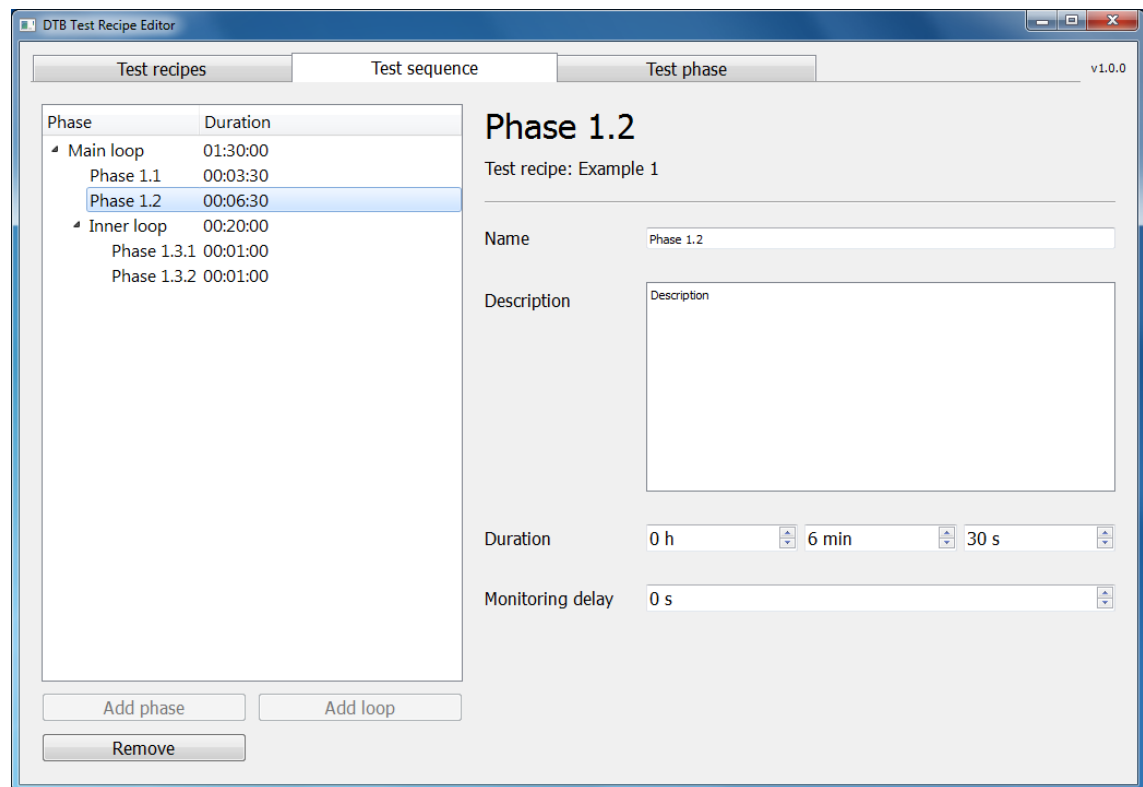 DTB Test Recipe Editor
Test recipes Test sequence Test phase v1.0.0
Phase Duration
Main loop 01:30:00
Phase 1.1 00:03:30
Phase 1.2 00:06:30
Inner loop 00:20:00
Phase 1.3.1 00:01:00
Phase 1.3.2 00:01:00
Add phase Add loop
Remove
Phase 1.2
Test recipe: Example 1
Name Phase 1.2
Description Description
Duration 0 h 6 min 30 s
Monitoring delay 0 s